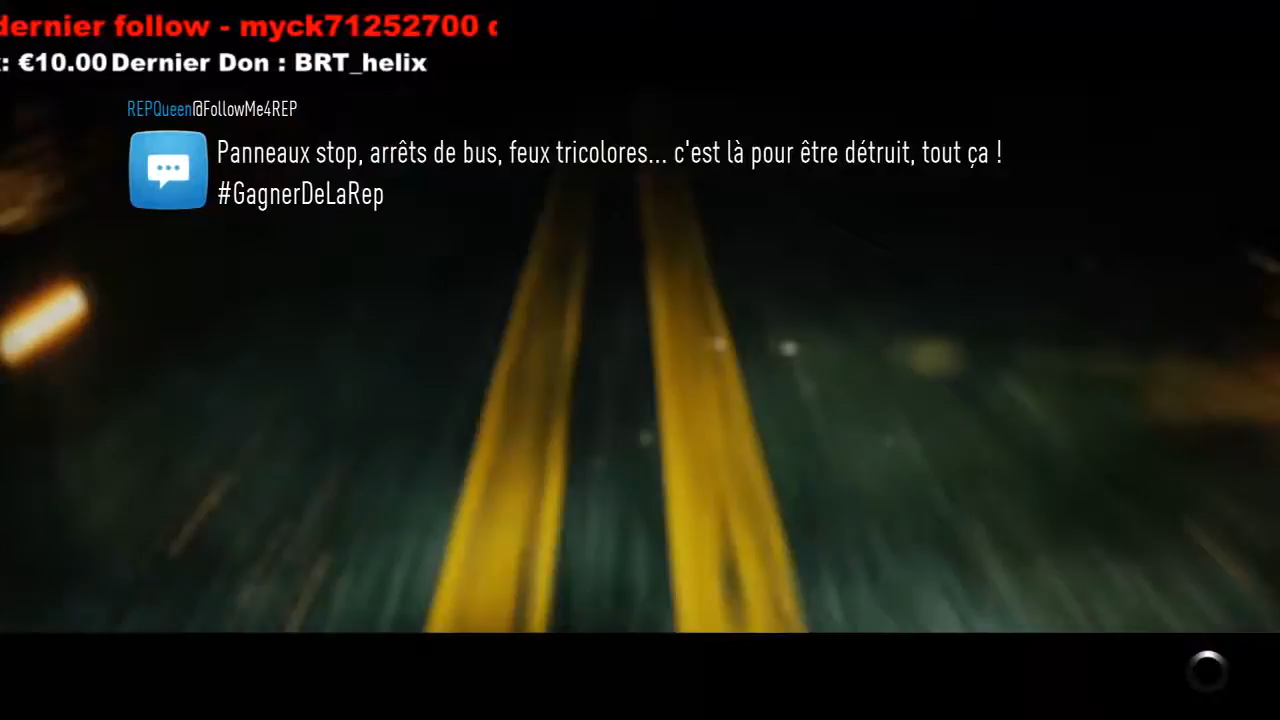 dernier follow - myck71252700
: €10.00 Dernier Don : BRT_helix
REPQueen@FollowMe4REP
Panneaux stop, arrêts de bus, feux tricolores... c'est là pour être détruit, tout ça !
#GagnerDeLaRep